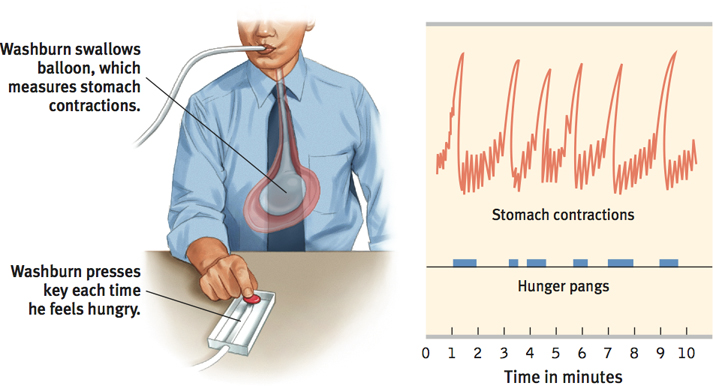 Washburn swallows
balloon, which
measures stomach
contractions.
Washburn presses
key each time
he feels hungry.
Stomach contractions
Hunger pangs
0 1 2 3 4 5 6 7 8 9 10
Time in minutes